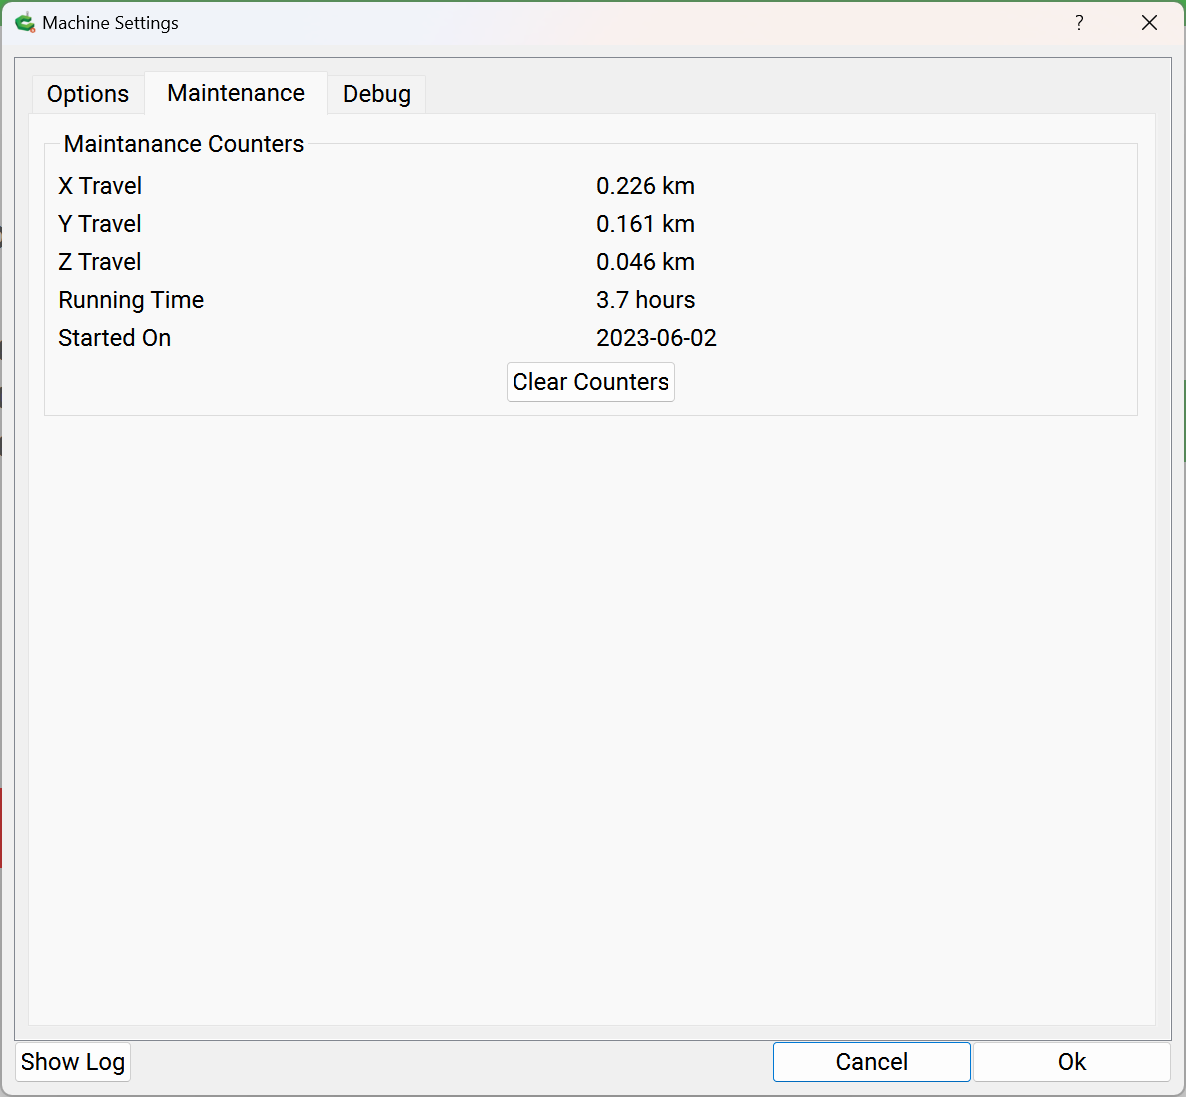 Machine Settings ?
Options Maintenance Debug
Maintanance Counters
X Travel 0.226 km
Y Travel 0.161 km
Z Travel 0.046 km
Running Time 3.7 hours
Started On 2023-06-02
Clear Counters
Show Log Cancel Ok